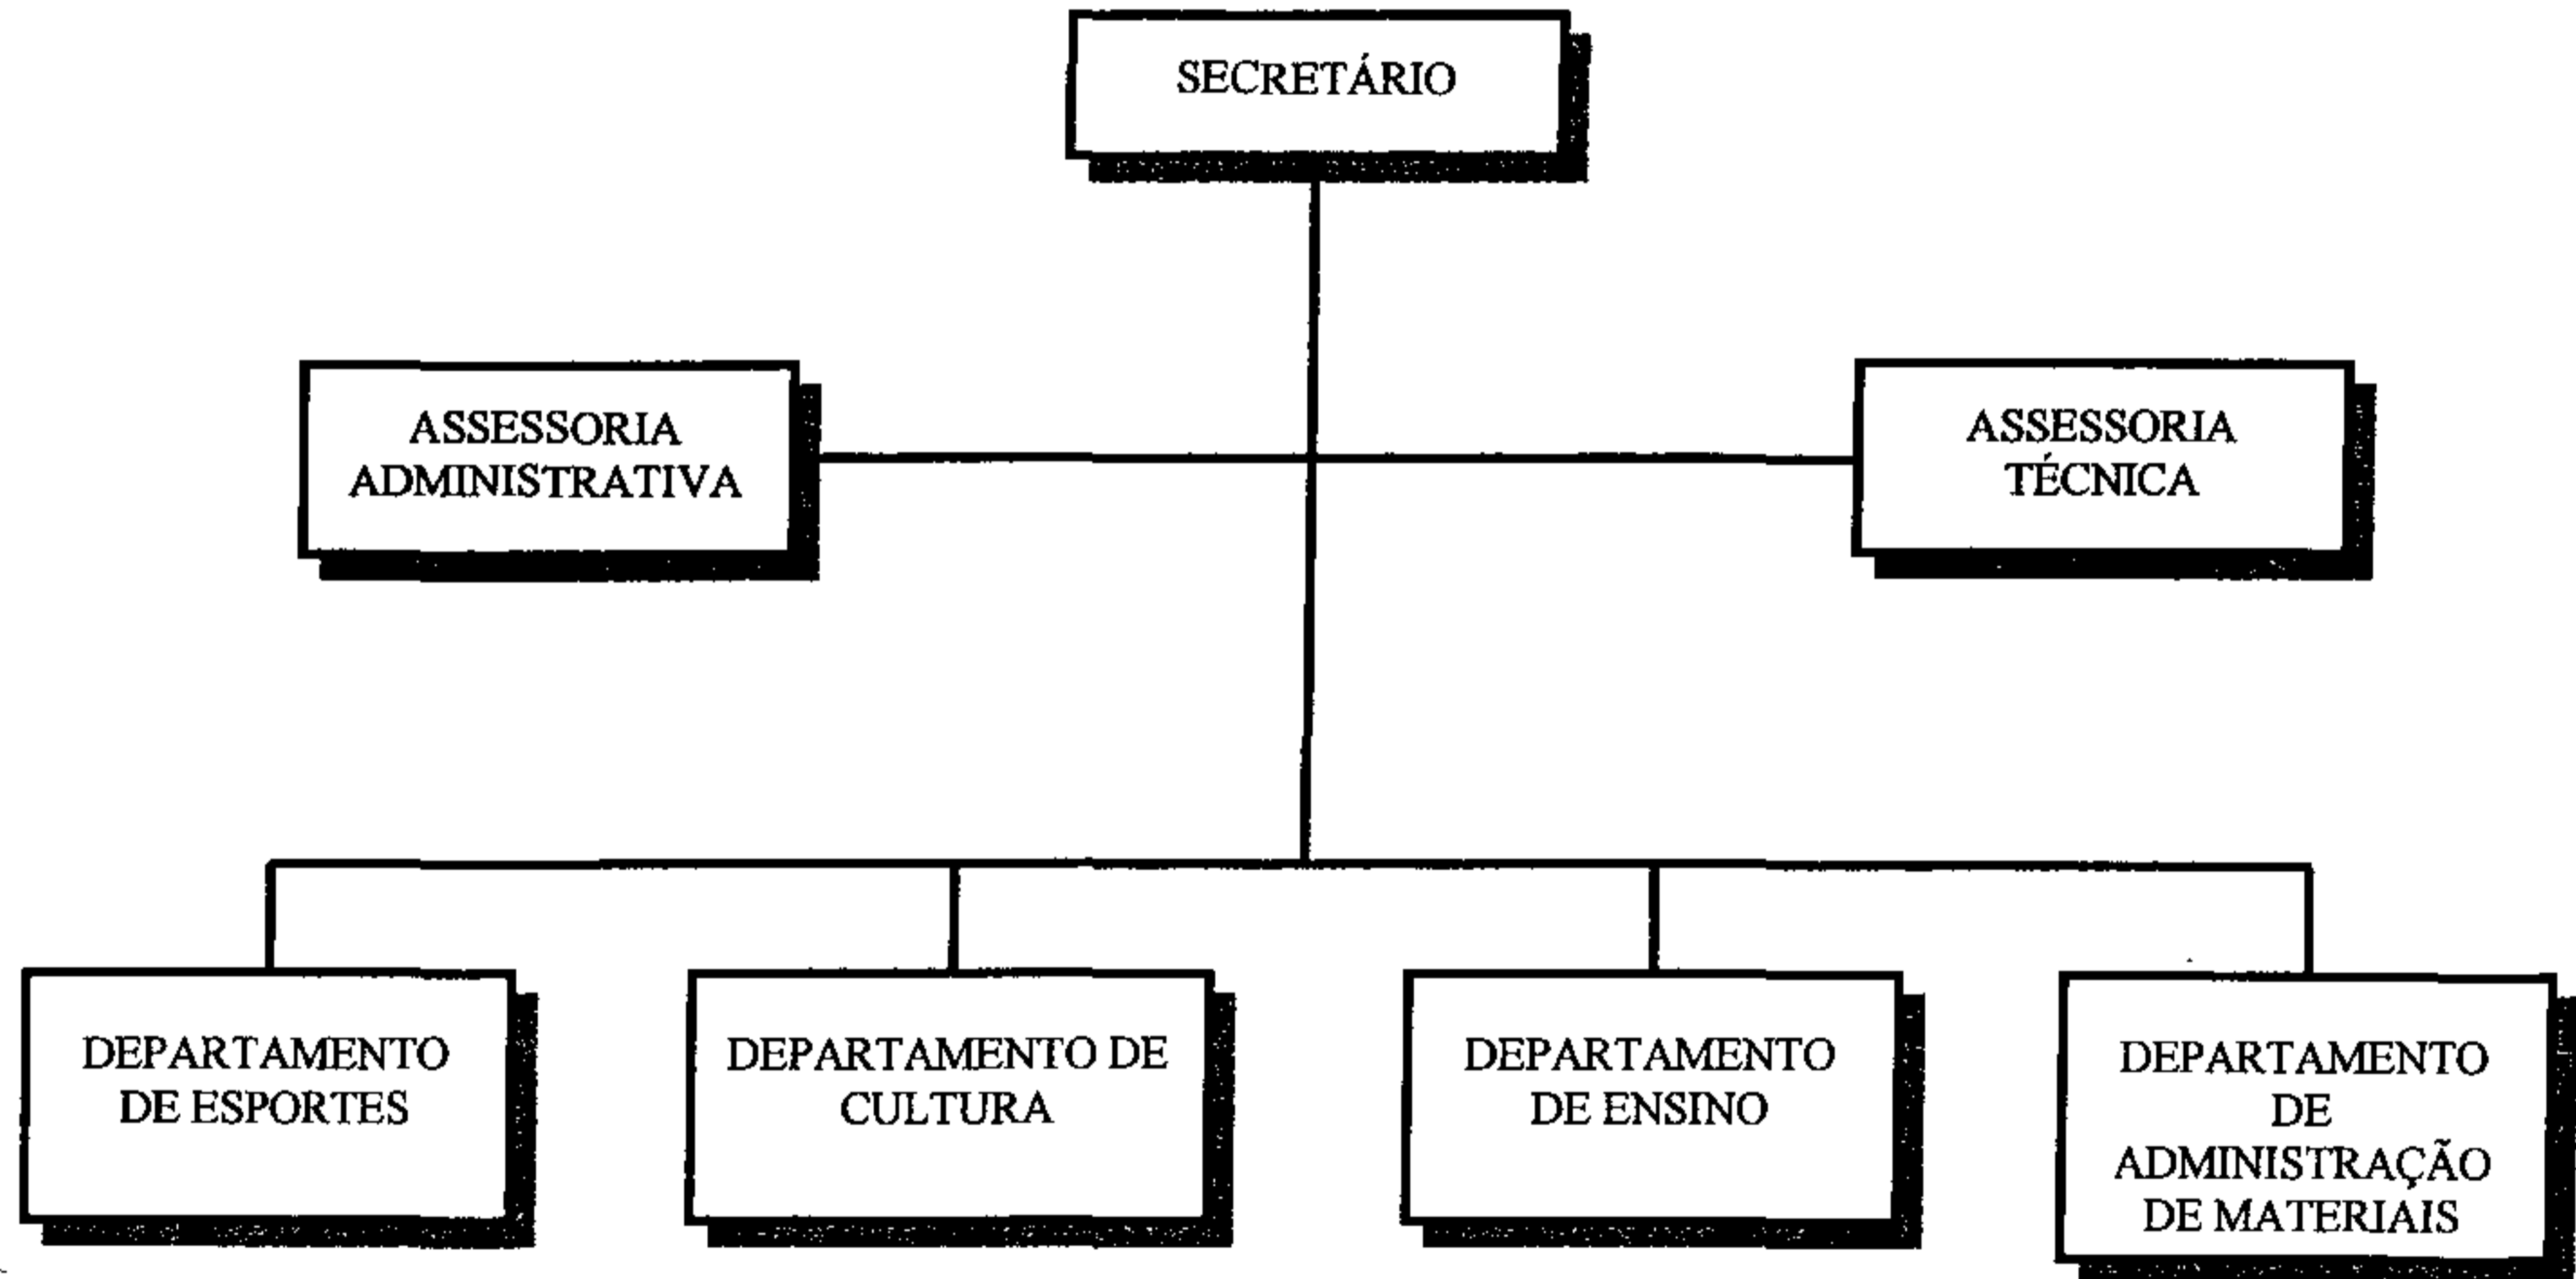 SECRETÁRIO
ASSESSORIA
ADMINISTRATIVA
ASSESSORIA
TÉCNICA
DEPARTAMENTO
DE ESPORTES
DEPARTAMENTO DE
CULTURA
DEPARTAMENTO
DE ENSINO
DEPARTAMENTO
DE
ADMINISTRAÇÃO
DE MATERIAIS